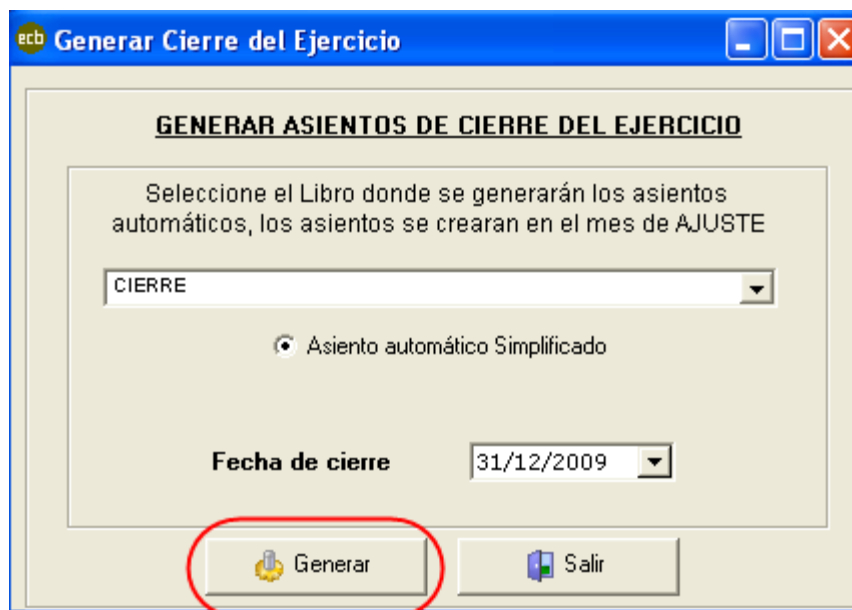 ecb Generar Cierre del Ejercicio
GENERAR ASIENTOS DE CIERRE DEL EJERCICIO
Seleccione el Libro donde se generarán los asientos
automáticos, los asientos se crearan en el mes de AJUSTE
CIERRE
Asiento automático Simplificado
Fecha de cierre 31/12/2009
Generar Salir